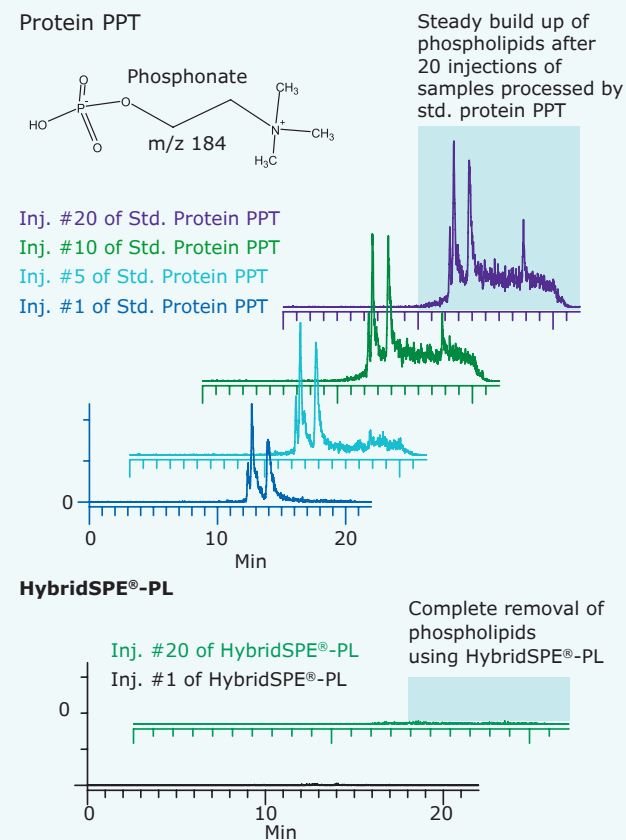 Protein PPT
Steady build up of
phospholipids after
20 injections of
samples processed by
std. protein PPT
O
P-
O
HO
O
Phosphonate
m/z 184
CH3
N+
CH3
H3C
Inj. #20 of Std. Protein PPT
Inj. #10 of Std. Protein PPT
Inj. #5 of Std. Protein PPT
Inj. #1 of Std. Protein PPT
0
0 10 20
Min
HybridSPE®-PL
Complete removal of
phospholipids
using HybridSPE®-PL
Inj. #20 of HybridSPE®-PL
Inj. #1 of HybridSPE®-PL
0
0 10 20
Min